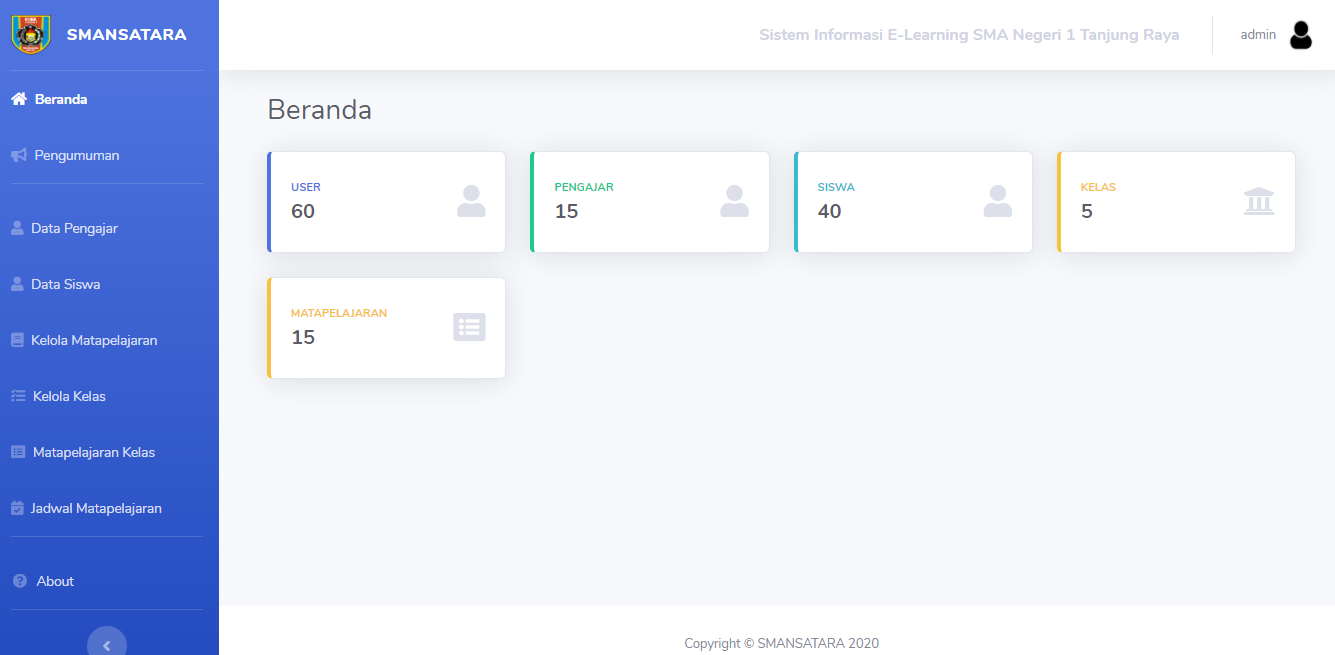 SMANSATARA
Beranda
Pengumuman
Data Pengajar
Data Siswa
Kelola Matapelajaran
Kelola Kelas
Matapelajaran Kelas
Jadwal Matapelajaran
About
Sistem Informasi E-Learning SMA Negeri 1 Tanjung Raya
admin
Beranda
USER
60
PENGAJAR
15
SISWA
40
KELAS
5
MATAPELAJARAN
15
Copyright © SMANSATARA 2020